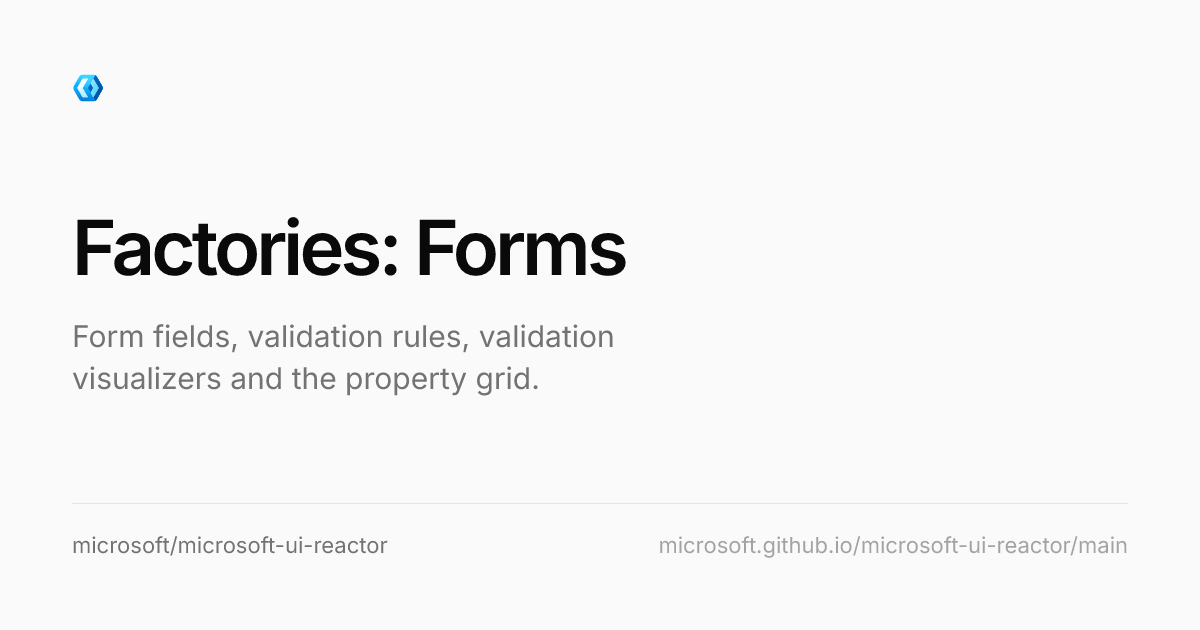 Factories: Forms
Form fields, validation rules, validation
visualizers and the property grid.
microsoft/microsoft-ui-reactor
microsoft.github.io/microsoft-ui-reactor/main